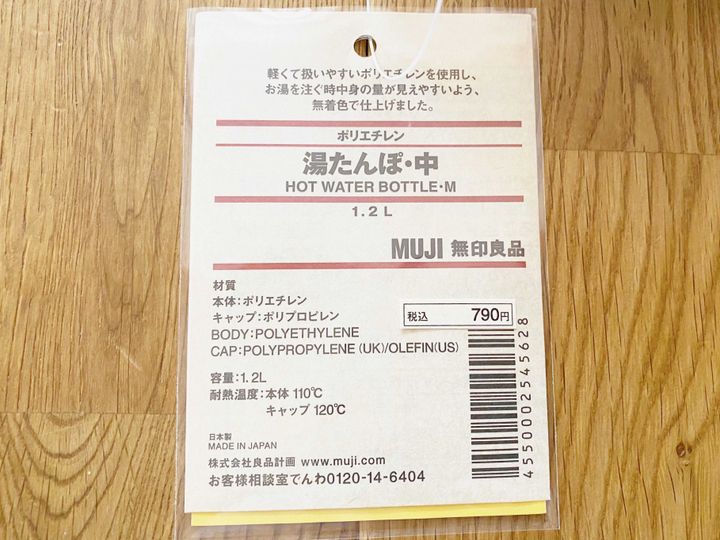 軽くて扱いやすいポリエチレンを使用し、
お湯を注ぐ時中身の量が見えやすいよう、
無着色で仕上げました。
ポリエチレン
湯たんぽ・中
HOT WATER BOTTLE・M
1.2L
MUJI 無印良品
材質
本体:ポリエチレン
キャップ:ポリプロピレン
BODY:POLYETHYLENE
CAP:POLYPROPYLENE (UK)/OLEFIN(US)
税込 790円
容量:1.2L
耐熱温度:本体 110℃
キャップ 120℃
日本製
MADE IN JAPAN
株式会社良品計画 www.muji.com
お客様相談室でんわ0120-14-6404
4550002545628